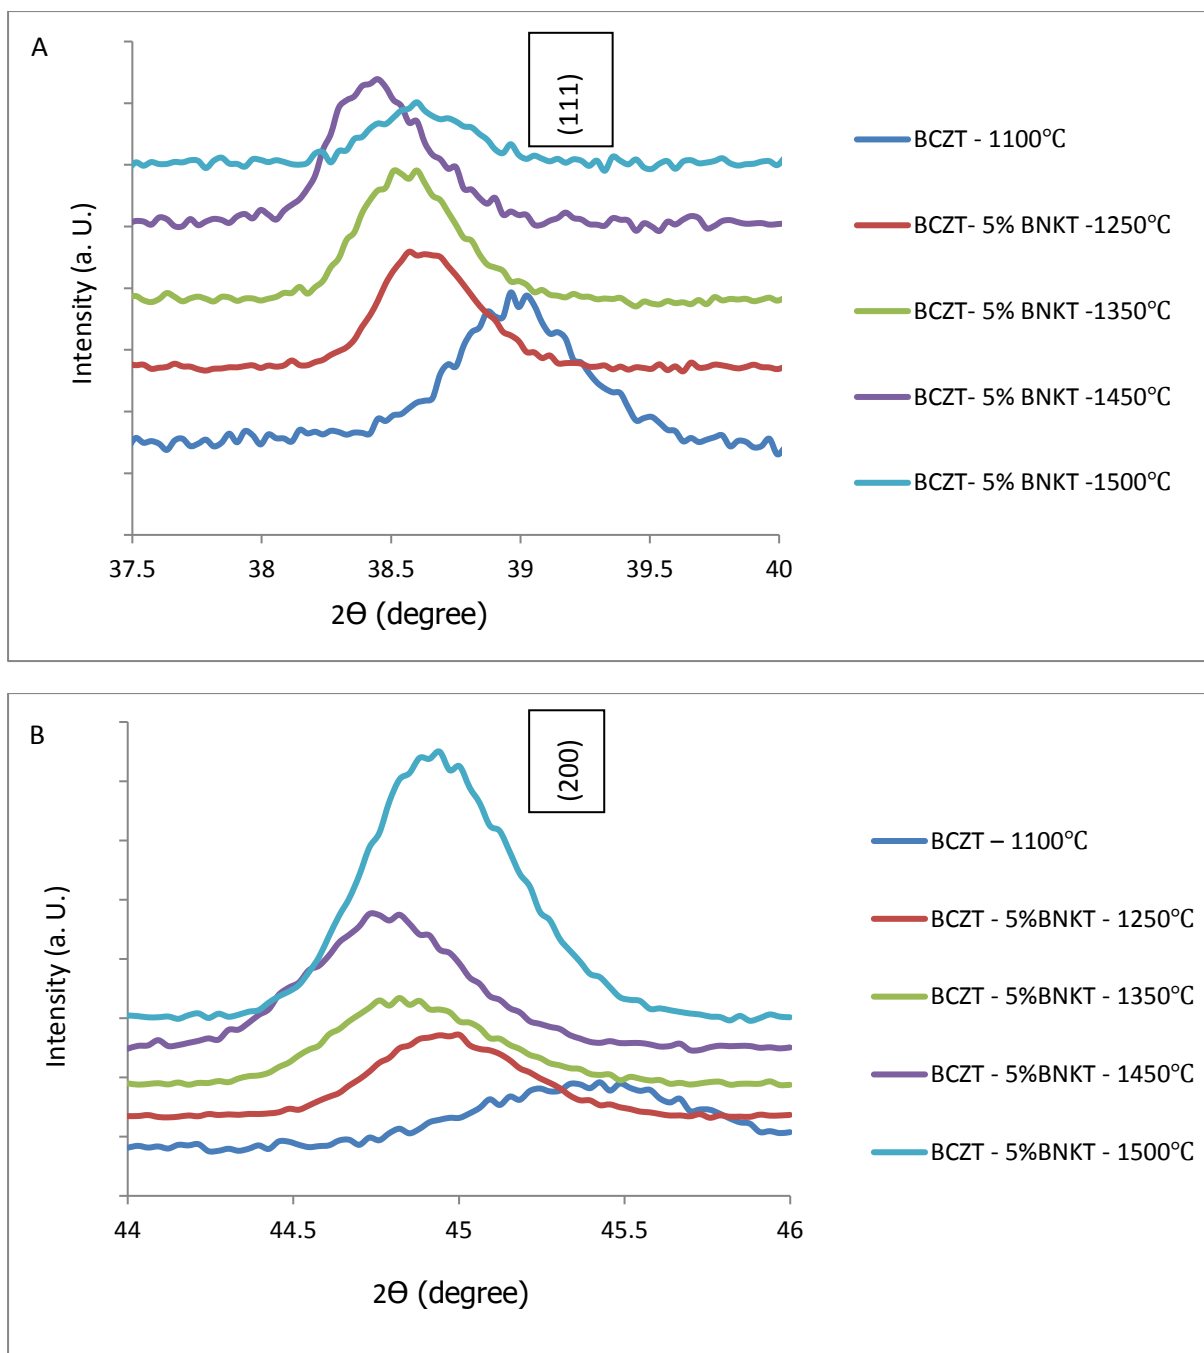 A
(111)
Intensity (a. U.)
BCZT - 1100℃
BCZT- 5% BNKT -1250℃
BCZT- 5% BNKT -1350℃
BCZT- 5% BNKT -1450℃
BCZT- 5% BNKT -1500℃
37.5 38 38.5 39 39.5 40
2ϴ (degree)
B
(200)
Intensity (a. U.)
BCZT – 1100℃
BCZT - 5%BNKT - 1250℃
BCZT - 5%BNKT - 1350℃
BCZT - 5%BNKT - 1450℃
BCZT - 5%BNKT - 1500℃
44 44.5 45 45.5 46
2ϴ (degree)